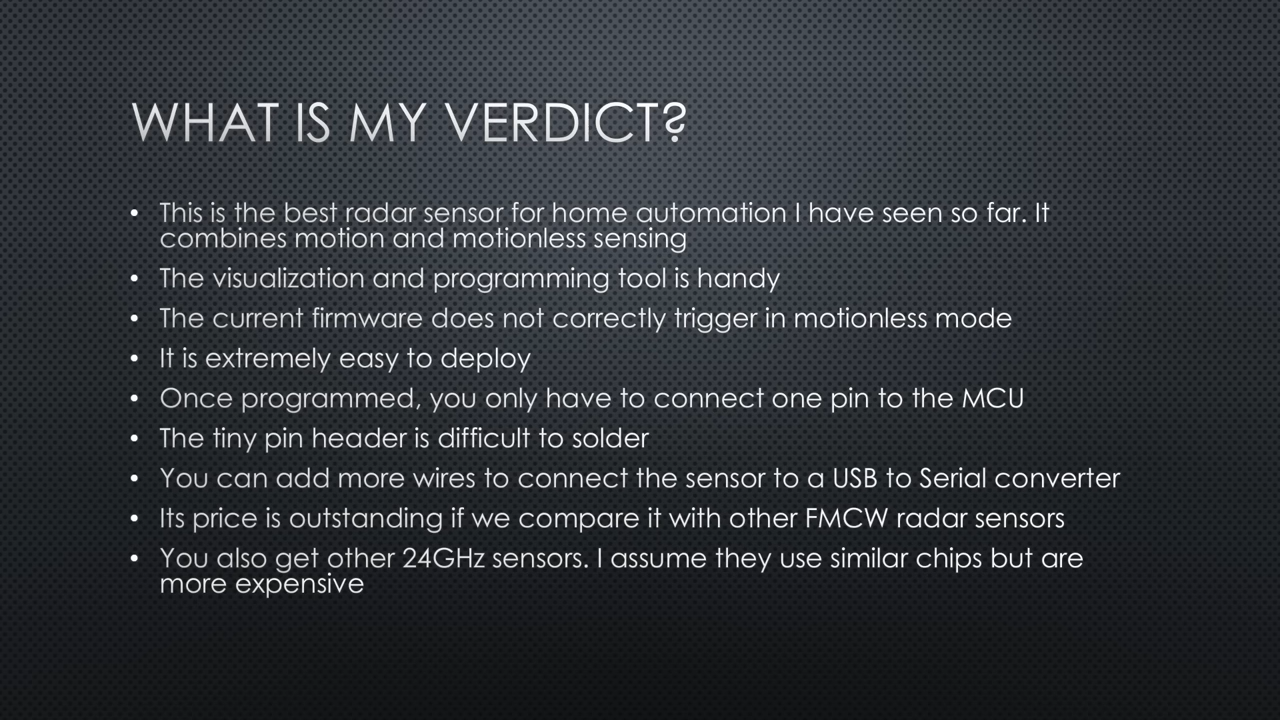 WHAT IS MY VERDICT?
• This is the best radar sensor for home automation I have seen so far. It
combines motion and motionless sensing
• The visualization and programming tool is handy
• The current firmware does not correctly trigger in motionless mode
• It is extremely easy to deploy
• Once programmed, you only have to connect one pin to the MCU
• The tiny pin header is difficult to solder
• You can add more wires to connect the sensor to a USB to Serial converter
• Its price is outstanding if we compare it with other FMCW radar sensors
• You also get other 24GHz sensors. I assume they use similar chips but are
more expensive